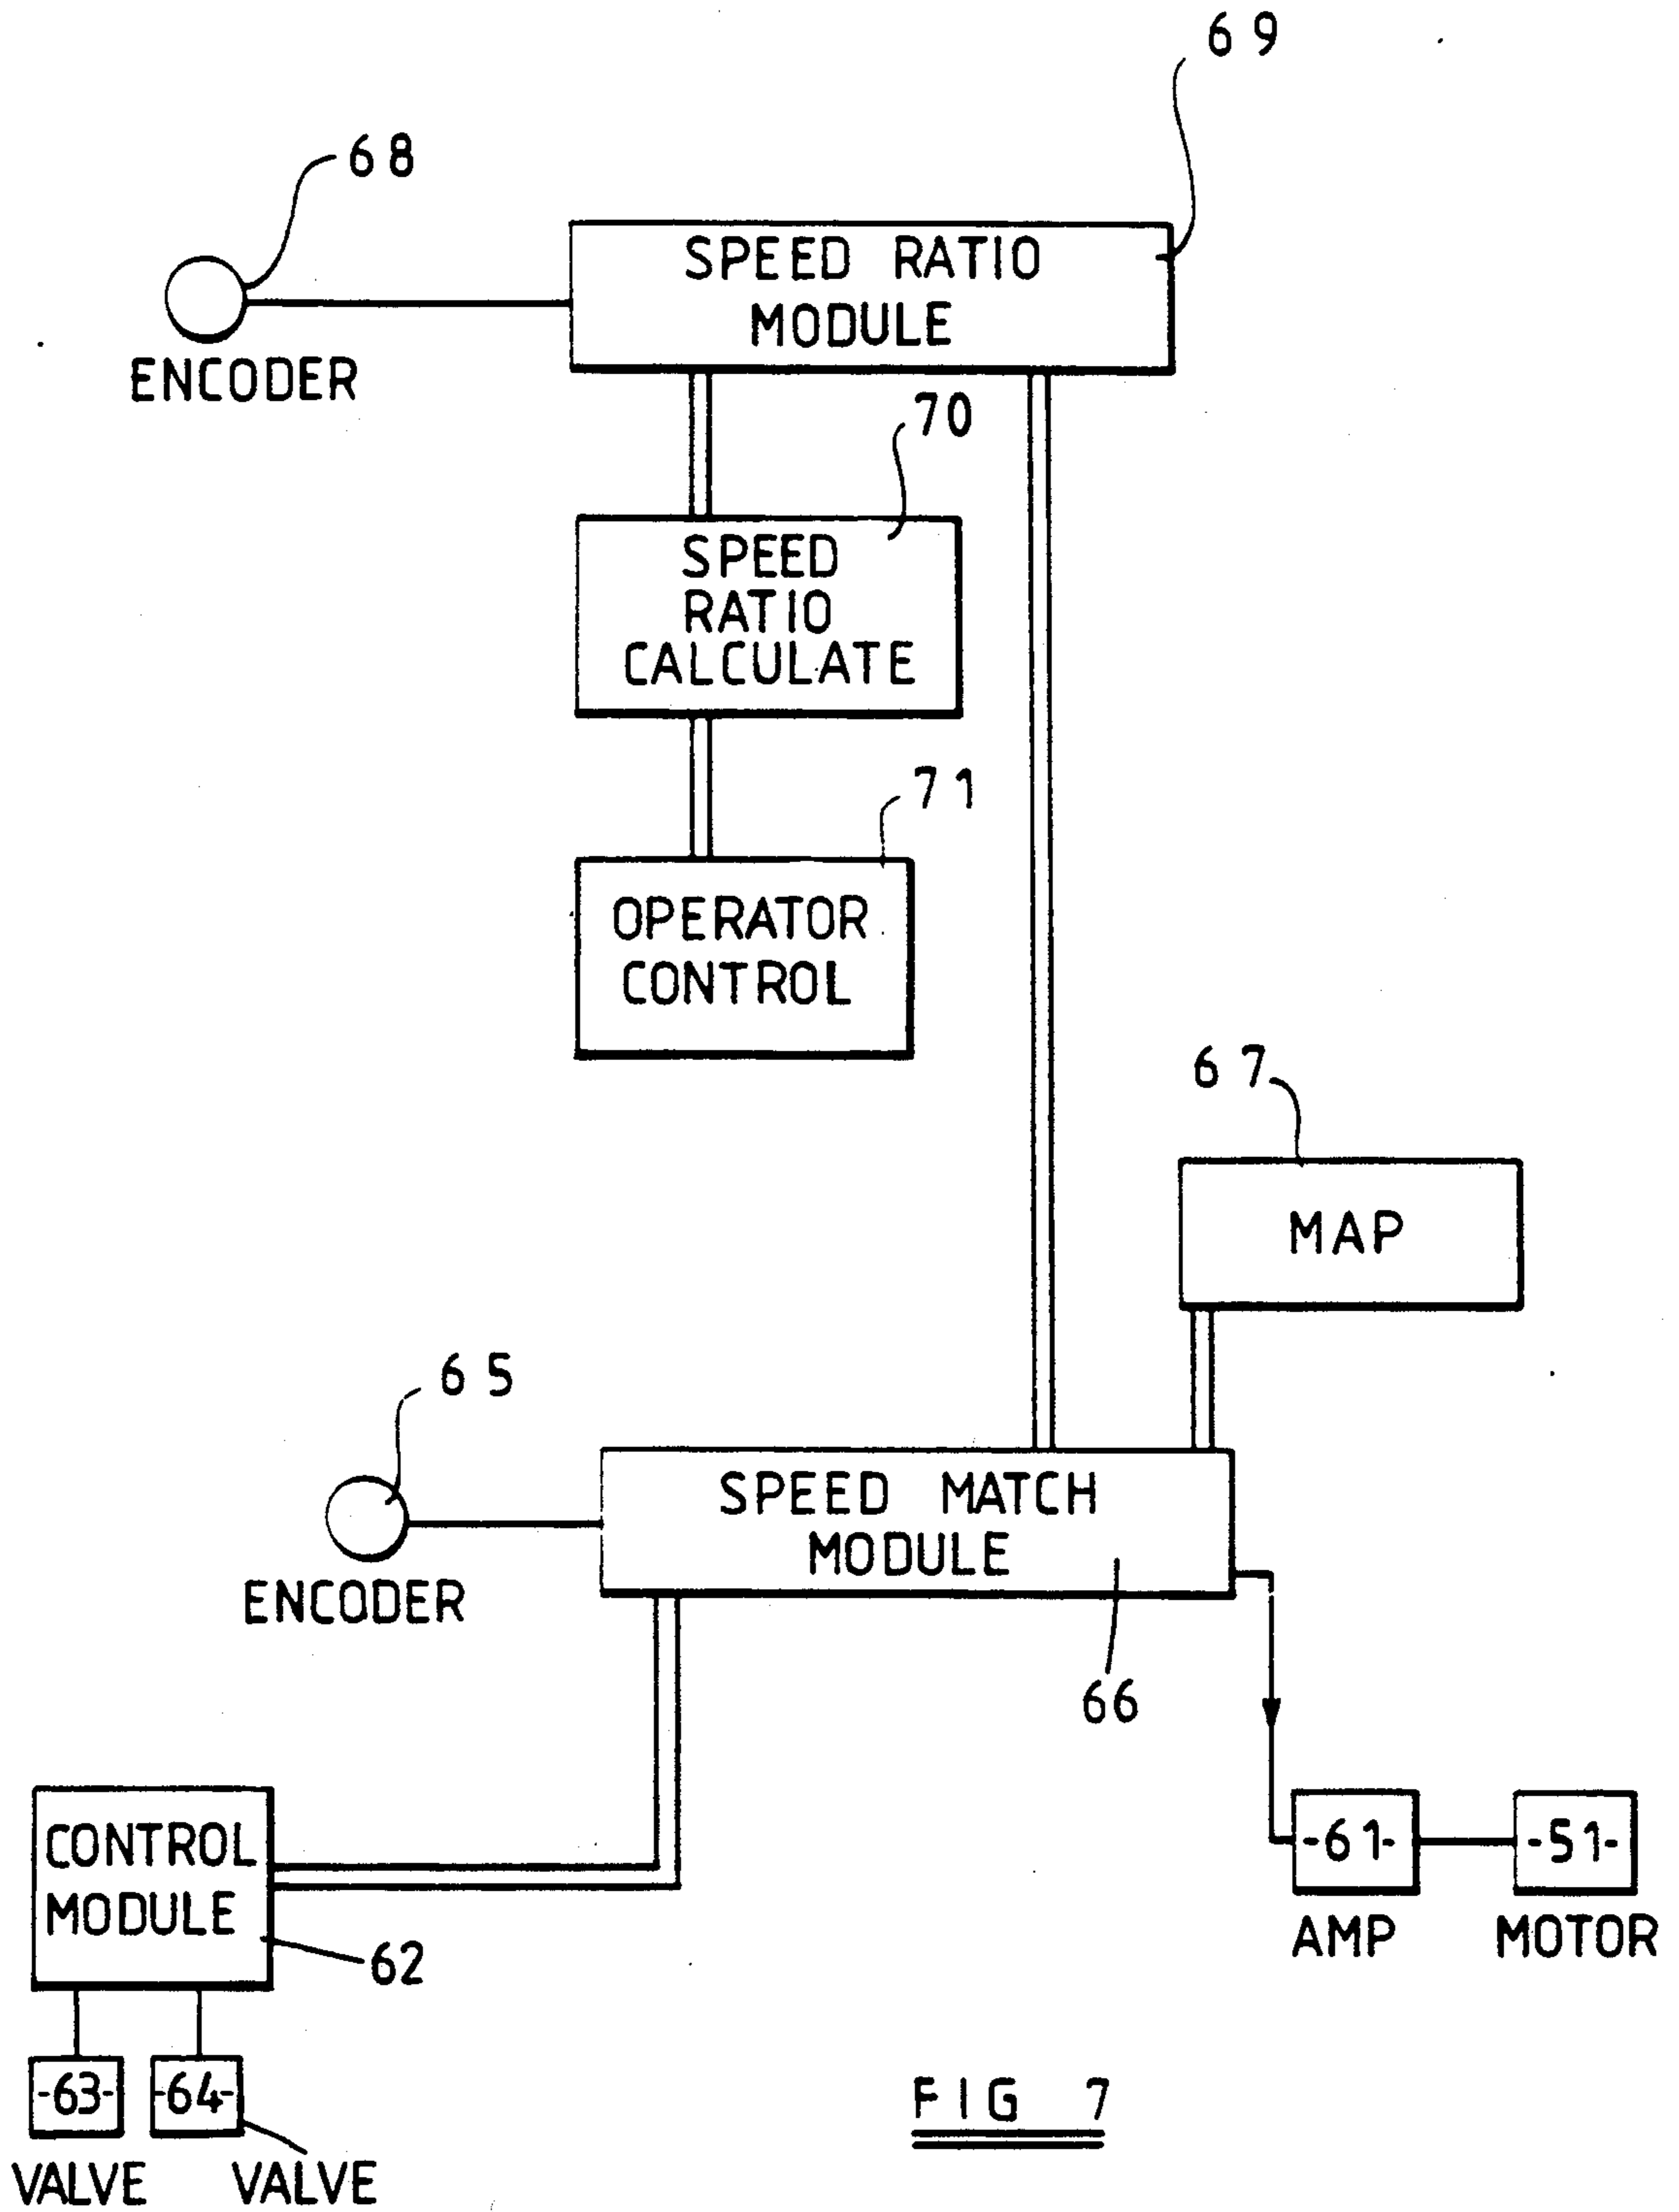 69
68
SPEED RATIO
MODULE
ENCODER
70
SPEED
RATIO
CALCULATE
71
OPERATOR
CONTROL
67
MAP
65
SPEED MATCH
MODULE
ENCODER
66
CONTROL
MODULE
62
-61-
-51-
AMP
MOTOR
-63-
-64-
VALVE
VALVE
FIG 7